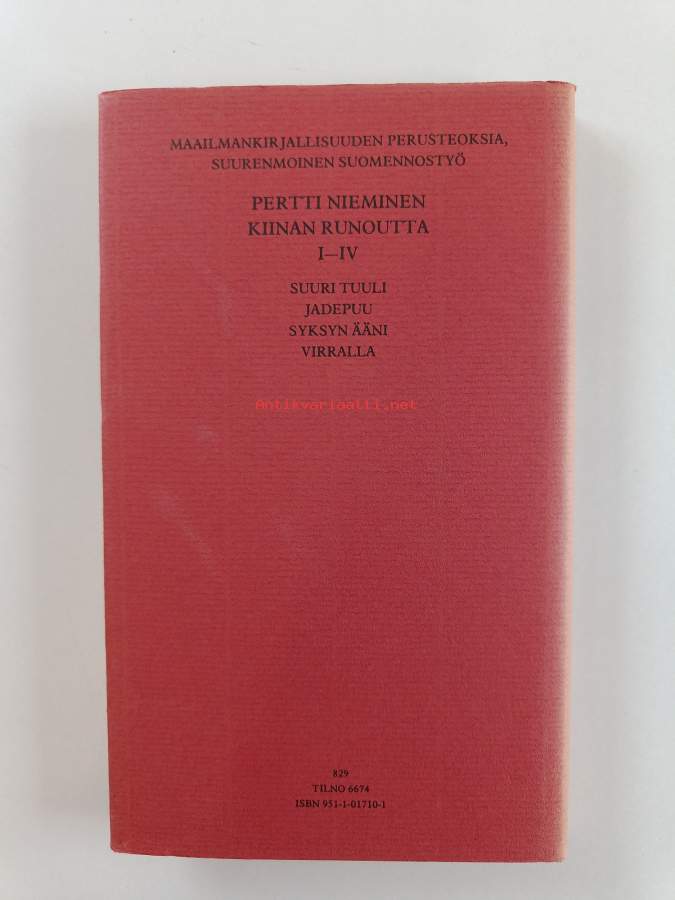 MAAILMANKIRJALLISUUDEN PERUSTEOKSIA,
SUURENMOINEN SUOMENNOSTYÖ
PERTTI NIEMINEN
KIINAN RUNOUTTA
I—IV
SUURI TUULI
JADEPUU
SYKSYN ÄÄNI
VIRRALLA
Antikvariaatti.net
829
TILNO 6674
ISBN 951-1-01710-1